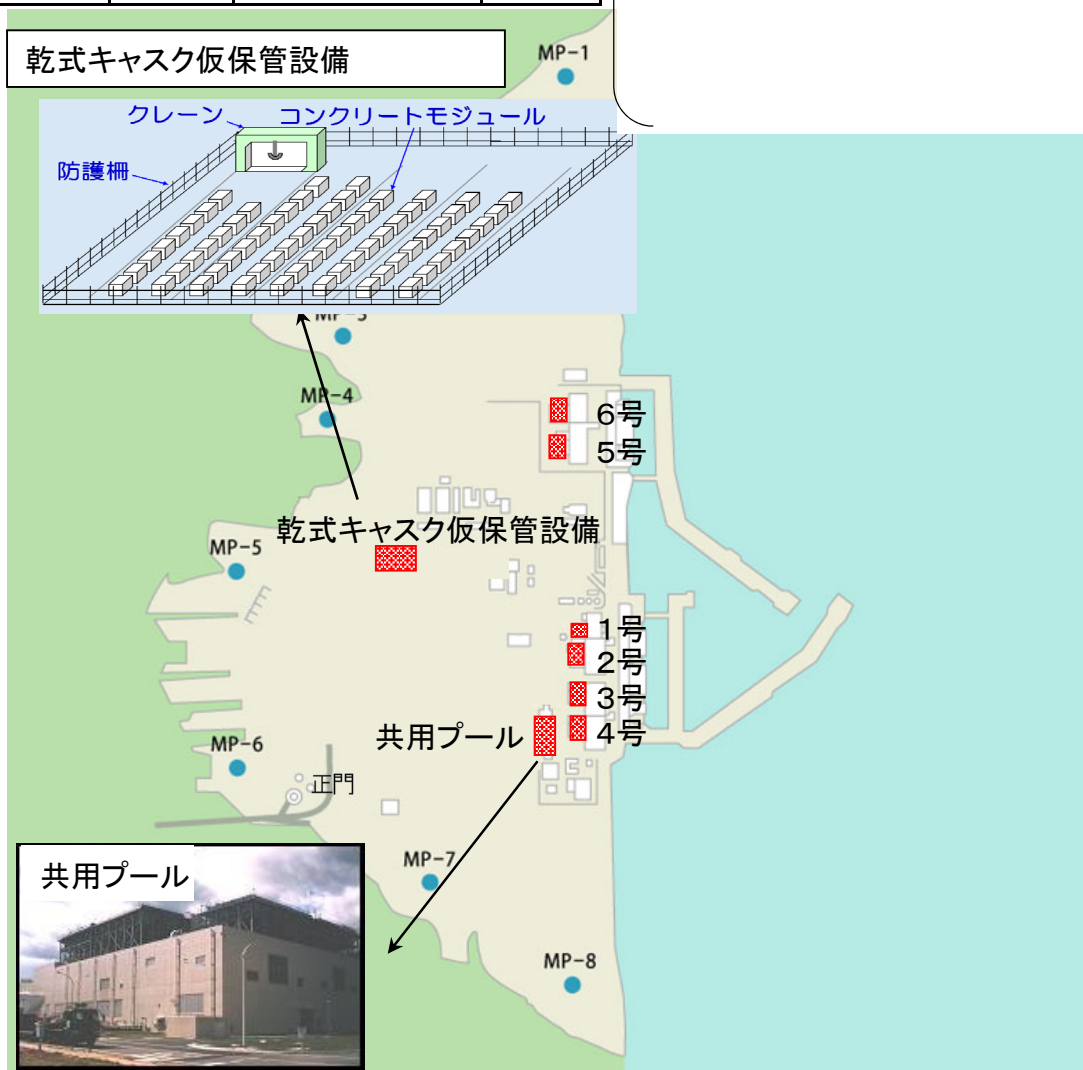 乾式キャスク仮保管設備
MP-1
クレーン
コンクリートモジュール
防護柵
MP-3
MP-4
6号
5号
乾式キャスク仮保管設備
MP-5
1号
2号
3号
4号
共用プール
MP-6
正門
MP-7
共用プール
MP-8